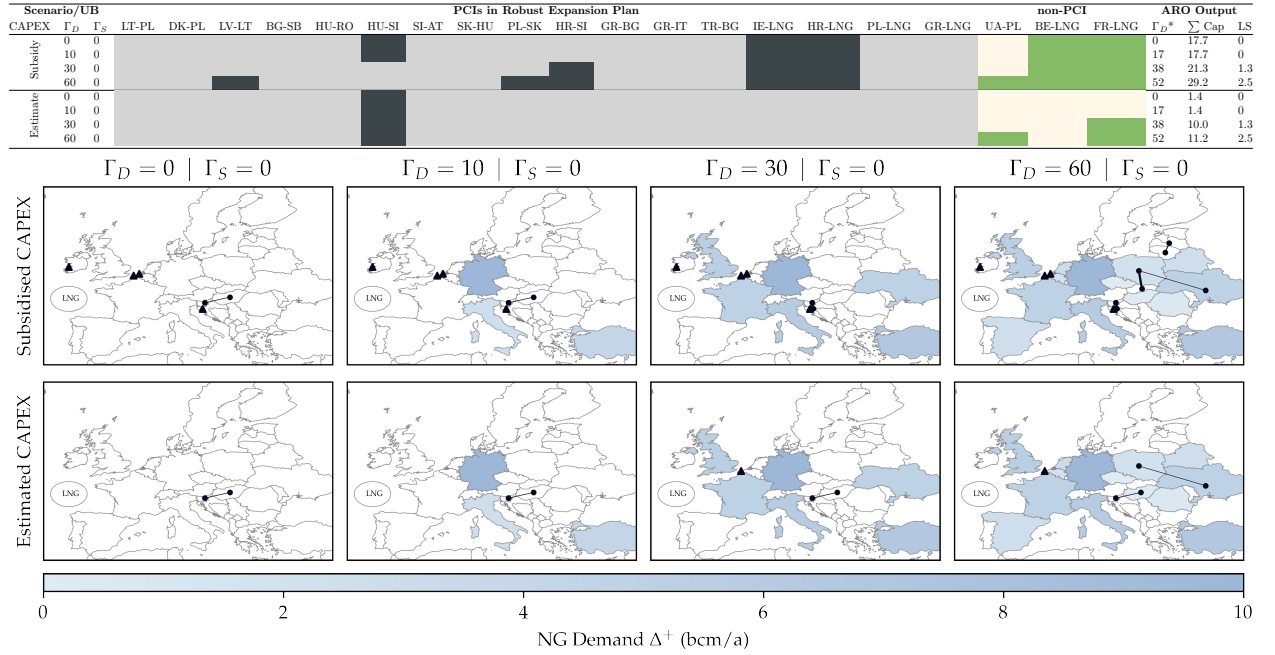 Scenario/UB PCIs in Robust Expansion Plan non-PCI ARO Output
CAPEX Γ_D Γ_S LT-PL DK-PL LV-LT BG-SB HU-RO HU-SI SI-AT SK-HU PL-SK HR-SI GR-BG GR-IT TR-BG IE-LNG HR-LNG PL-LNG GR-LNG UA-PL BE-LNG FR-LNG Γ_D* ∑ Cap LS
Subsidy
0 0 0 17.7 0
10 0 17 17.7 0
30 0 38 21.3 1.3
60 0 52 29.2 2.5
Estimate
0 0 0 1.4 0
10 0 17 1.4 0
30 0 38 10.0 1.3
60 0 52 11.2 2.5
Γ_D = 0 | Γ_S = 0 Γ_D = 10 | Γ_S = 0 Γ_D = 30 | Γ_S = 0 Γ_D = 60 | Γ_S = 0
Subsidised CAPEX
LNG LNG LNG LNG
Estimated CAPEX
LNG LNG LNG LNG
0 2 4 6 8 10
NG Demand Δ⁺ (bcm/a)